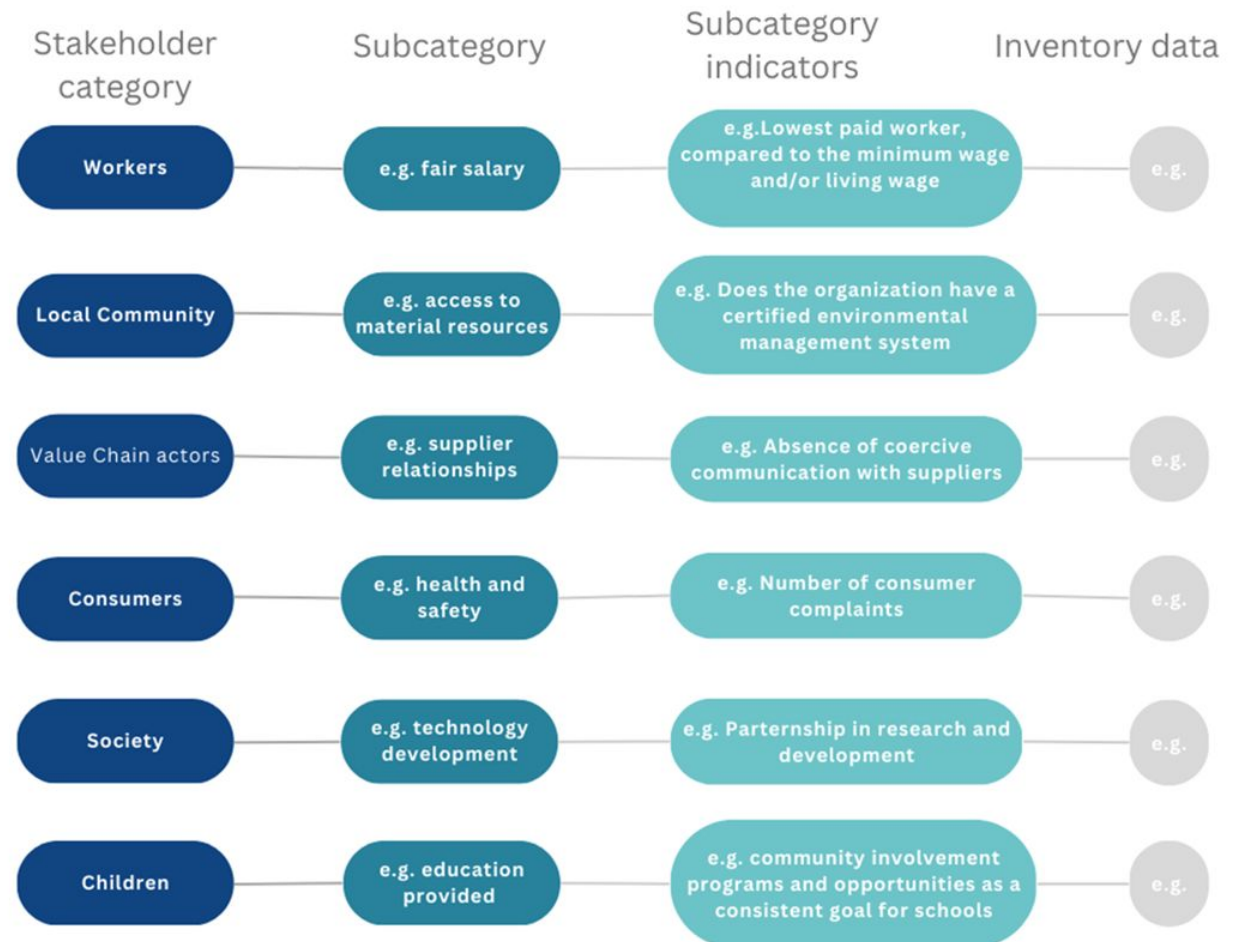 Stakeholder
category
Subcategory
Subcategory
indicators
Inventory data
Workers
e.g. fair salary
e.g.Lowest paid worker,
compared to the minimum wage
and/or living wage
e.g.
Local Community
e.g. access to
material resources
e.g. Does the organization have a
certified environmental
management system
e.g.
Value Chain actors
e.g. supplier
relationships
e.g. Absence of coercive
communication with suppliers
e.g.
Consumers
e.g. health and
safety
e.g. Number of consumer
complaints
e.g.
Society
e.g. technology
development
e.g. Parternship in research and
development
e.g.
Children
e.g. education
provided
e.g. community involvement
programs and opportunities as a
consistent goal for schools
e.g.